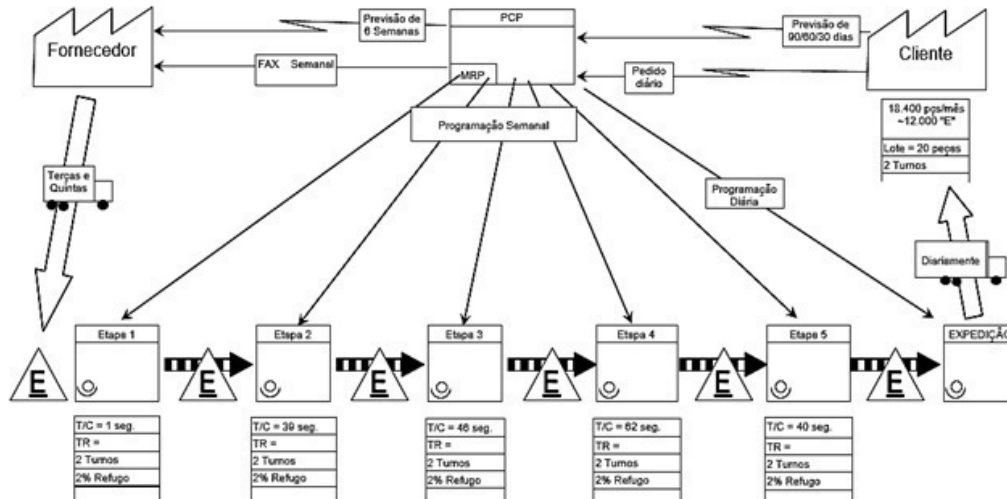 Fornecedor
Previsão de
6 Semanas
FAX Semanal
PCP
MRP
Previsão de
90/60/30 dias
Pedido
diário
Cliente
18.400 pçs/mês
~12.000 "E"
Lote = 20 peças
2 Turnos
Programação Semanal
Terças e
Quintas
Programação
Diária
Diariamente
Etapa 1
Etapa 2
Etapa 3
Etapa 4
Etapa 5
EXPEDIÇÃO
E
E
E
E
E
E
T/C = 1 seg.
TR =
2 Turnos
2% Refugo
T/C = 39 seg.
TR =
2 Turnos
2% Refugo
T/C = 46 seg.
TR =
2 Turnos
2% Refugo
T/C = 62 seg.
TR =
2 Turnos
2% Refugo
T/C = 40 seg.
TR =
2 Turnos
2% Refugo